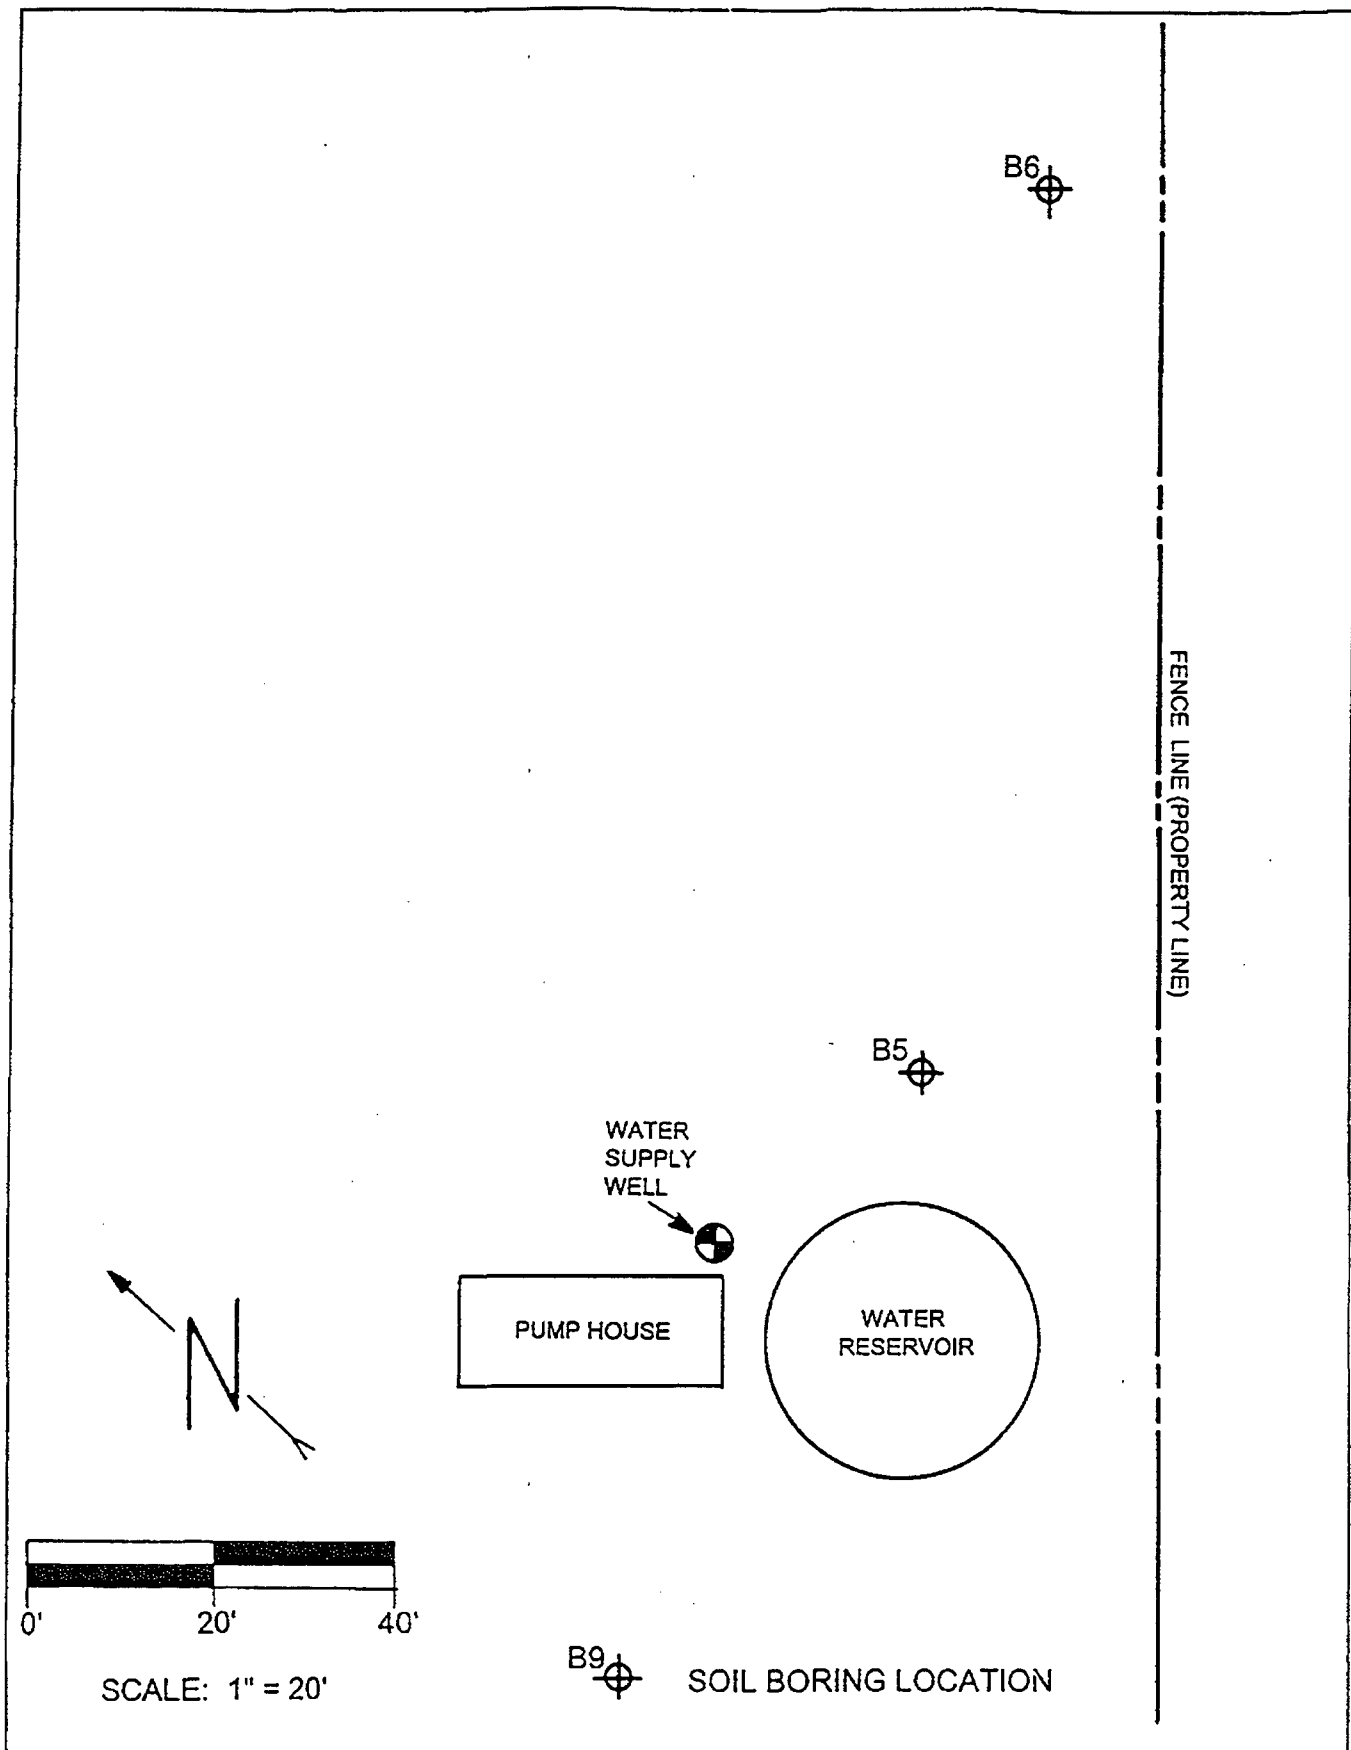 B6
FENCE LINE (PROPERTY LINE)
B5
WATER
SUPPLY
WELL
PUMP HOUSE
WATER
RESERVOIR
N
0' 20' 40'
SCALE: 1" = 20'
B9 SOIL BORING LOCATION